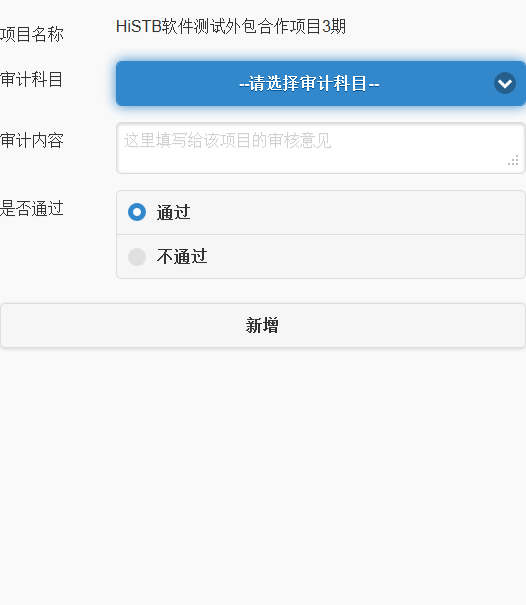 项目名称
HiSTB软件测试外包合作项目3期
审计科目
--请选择审计科目--
审计内容
这里填写给该项目的审核意见
是否通过
通过
不通过
新增